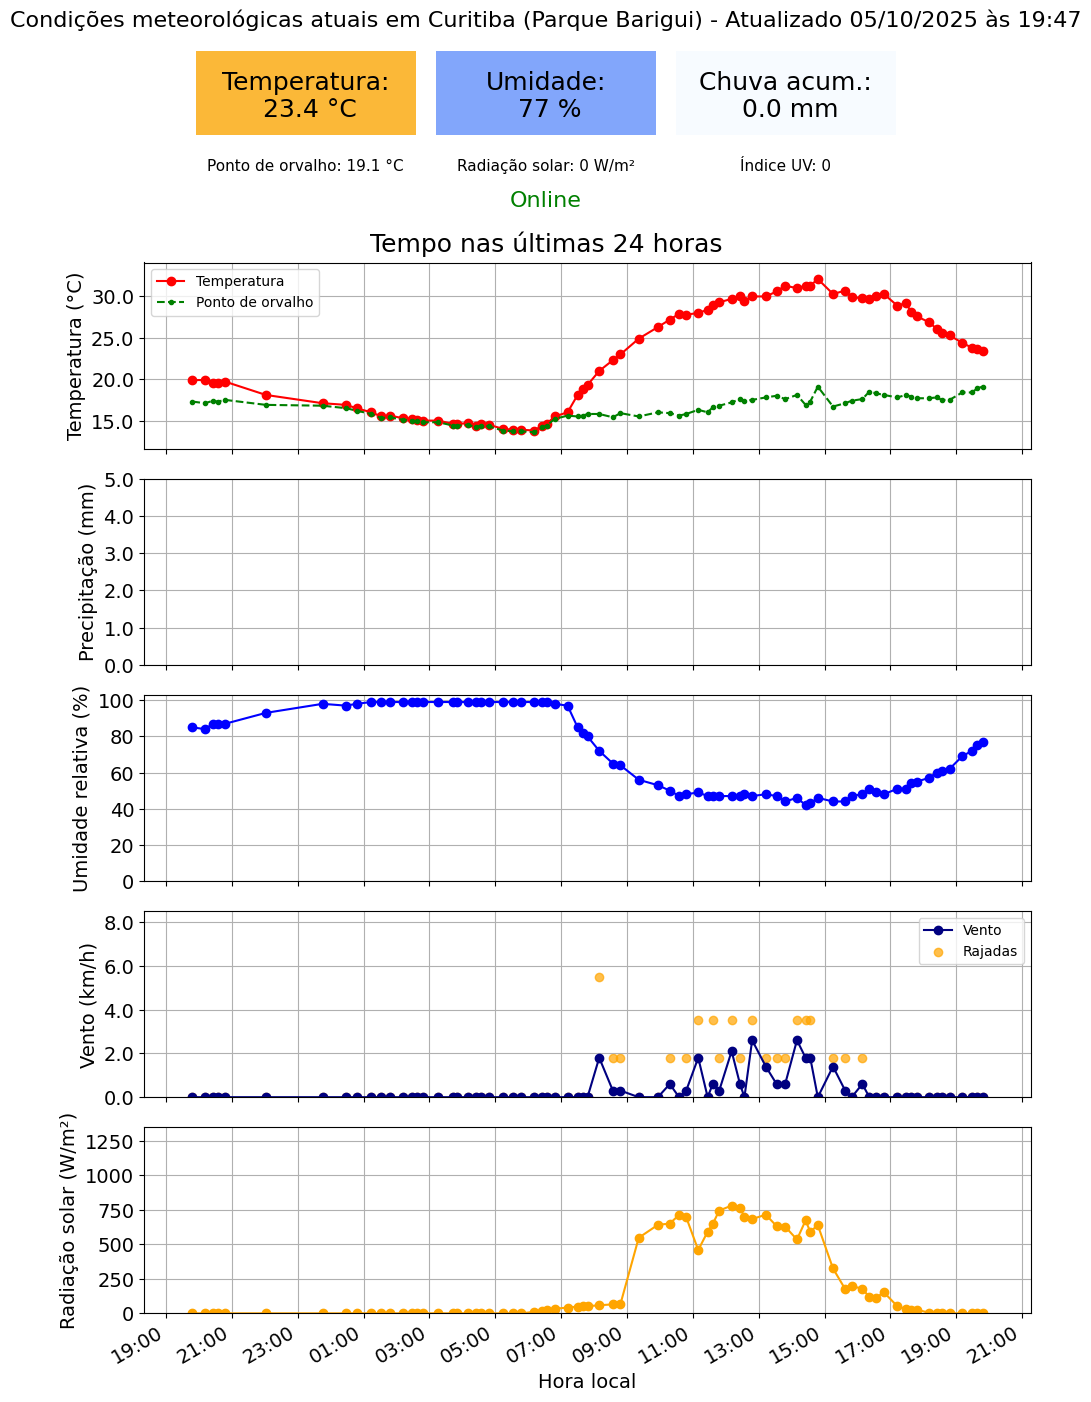 Condições meteorológicas atuais em Curitiba (Parque Barigui) - Atualizado 05/10/2025 às 19:47
Temperatura:
23.4 °C
Umidade:
77 %
Chuva acum.:
0.0 mm
Ponto de orvalho: 19.1 °C
Radiação solar: 0 W/m²
Índice UV: 0
Online
Tempo nas últimas 24 horas
Temperatura (°C)
30.0
25.0
20.0
15.0
Temperatura
Ponto de orvalho
Precipitação (mm)
5.0
4.0
3.0
2.0
1.0
0.0
Umidade relativa (%)
100
80
60
40
20
0
Vento (km/h)
8.0
6.0
4.0
2.0
0.0
Vento
Rajadas
Radiação solar (W/m²)
1250
1000
750
500
250
0
19:00
21:00
23:00
01:00
03:00
05:00
07:00
09:00
11:00
13:00
15:00
17:00
19:00
21:00
Hora local